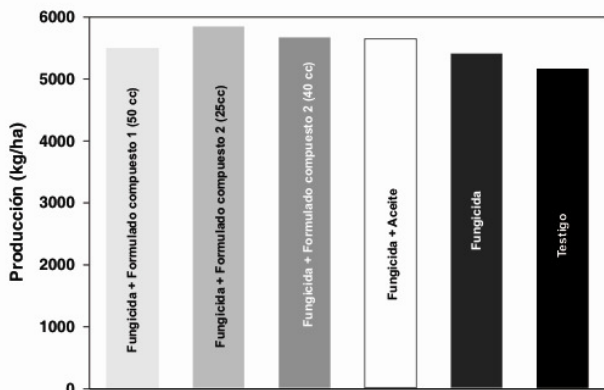 Producción (kg/ha)
6000
5000
4000
3000
2000
1000
0
Fungicida + Formulado compuesto 1 (50 cc)
Fungicida + Formulado compuesto 2 (25cc)
Fungicida + Formulado compuesto 2 (40 cc)
Fungicida + Aceite
Fungicida
Testigo